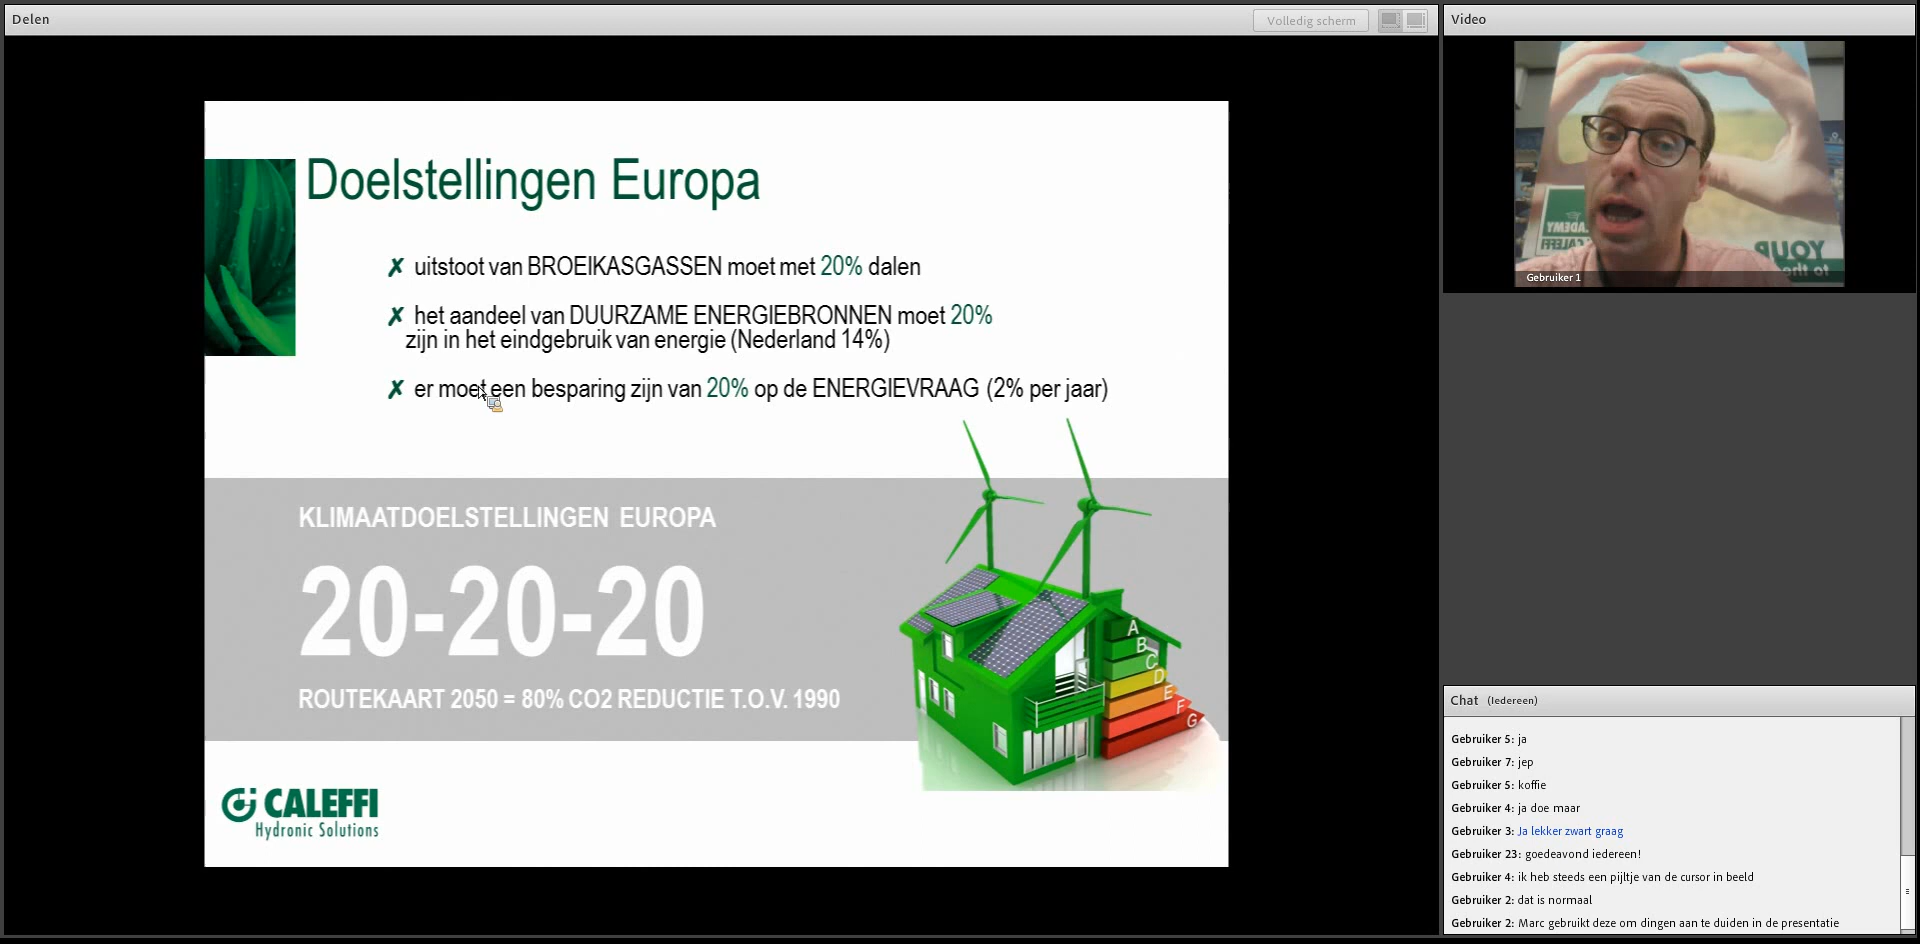 Delen
Volledig scherm
Video
Doelstellingen Europa
✗ uitstoot van BROEIKASGASSEN moet met 20% dalen
✗ het aandeel van DUURZAME ENERGIEBRONNEN moet 20%
zijn in het eindgebruik van energie (Nederland 14%)
✗ er moet een besparing zijn van 20% op de ENERGIEVRAAG (2% per jaar)
KLIMAATDOELSTELLINGEN EUROPA
20-20-20
ROUTEKAART 2050 = 80% CO2 REDUCTIE T.O.V. 1990
A
B
C
D
E
F
G
CALEFFI
Hydronic Solutions
YOUR
to the
Gebruiker 1
Chat (Iedereen)
Gebruiker 5: ja
Gebruiker 7: jep
Gebruiker 5: koffie
Gebruiker 4: ja doe maar
Gebruiker 3: Ja lekker zwart graag
Gebruiker 23: goedeavond iedereen!
Gebruiker 4: ik heb steeds een pijltje van de cursor in beeld
Gebruiker 2: dat is normaal
Gebruiker 2: Marc gebruikt deze om dingen aan te duiden in de presentatie